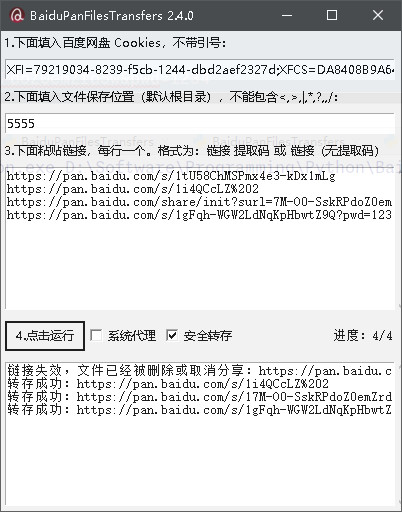 BaiduPanFilesTransfers 2.4.0
1.下面填入百度网盘 Cookies，不带引号：
XFI=79219034-8239-f5cb-1244-dbd2aef2327d;XFCS=DA8408B9A64
2.下面填入文件保存位置（默认根目录），不能包含<,>,|,*,?,,/：
5555
3.下面粘贴链接，每行一个。格式为：链接 提取码 或 链接（无提取码）
https://pan.baidu.com/s/1tU58ChMSPmx4e3-kDx1mLg
https://pan.baidu.com/s/1i4QCcLZ%202
https://pan.baidu.com/share/init?surl=7M-O0-SskRPdoZ0em
https://pan.baidu.com/s/1gFqh-WGW2LdNqKpHbwtZ9Q?pwd=123
4.点击运行
系统代理
安全转存
进度：4/4
链接失效，文件已经被删除或取消分享：https://pan.baidu.c
转存成功：https://pan.baidu.com/s/1i4QCcLZ%202
转存成功：https://pan.baidu.com/s/17M-O0-SskRPdoZ0emZrd
转存成功：https://pan.baidu.com/s/1gFqh-WGW2LdNqKpHbwtZ